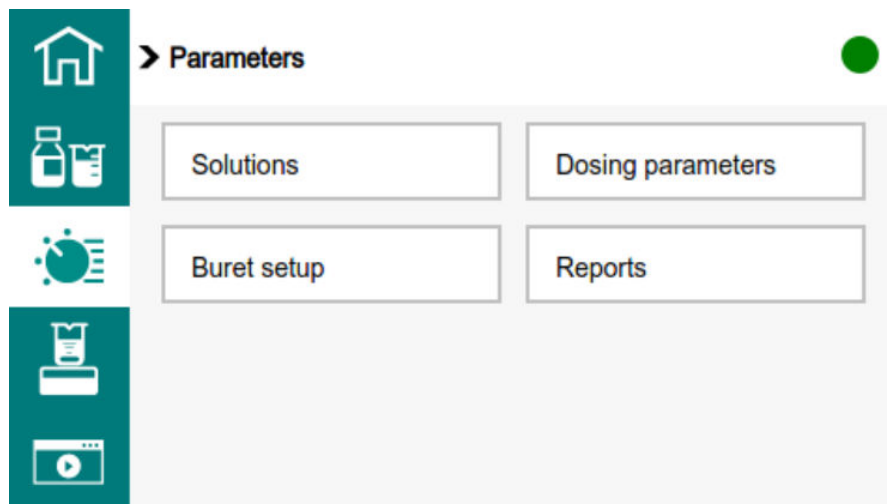 Parameters
Solutions
Dosing parameters
Buret setup
Reports